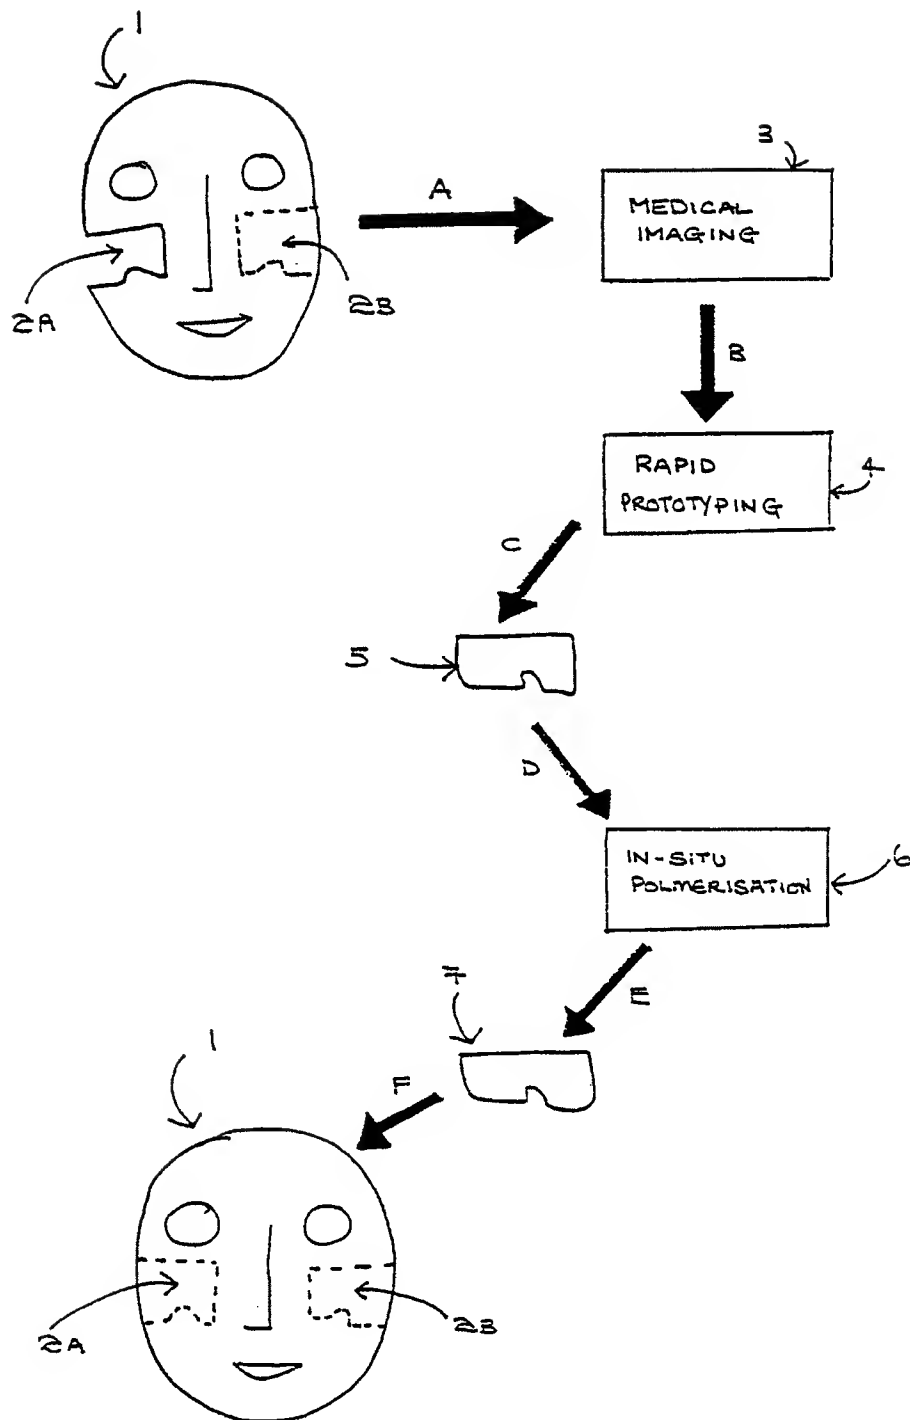 1
3
A
MEDICAL
IMAGING
2A
2B
B
RAPID
PROTOTYPING
4
C
5
D
IN-SITU
POLMERISATION
6
7
E
1
F
2A
2B